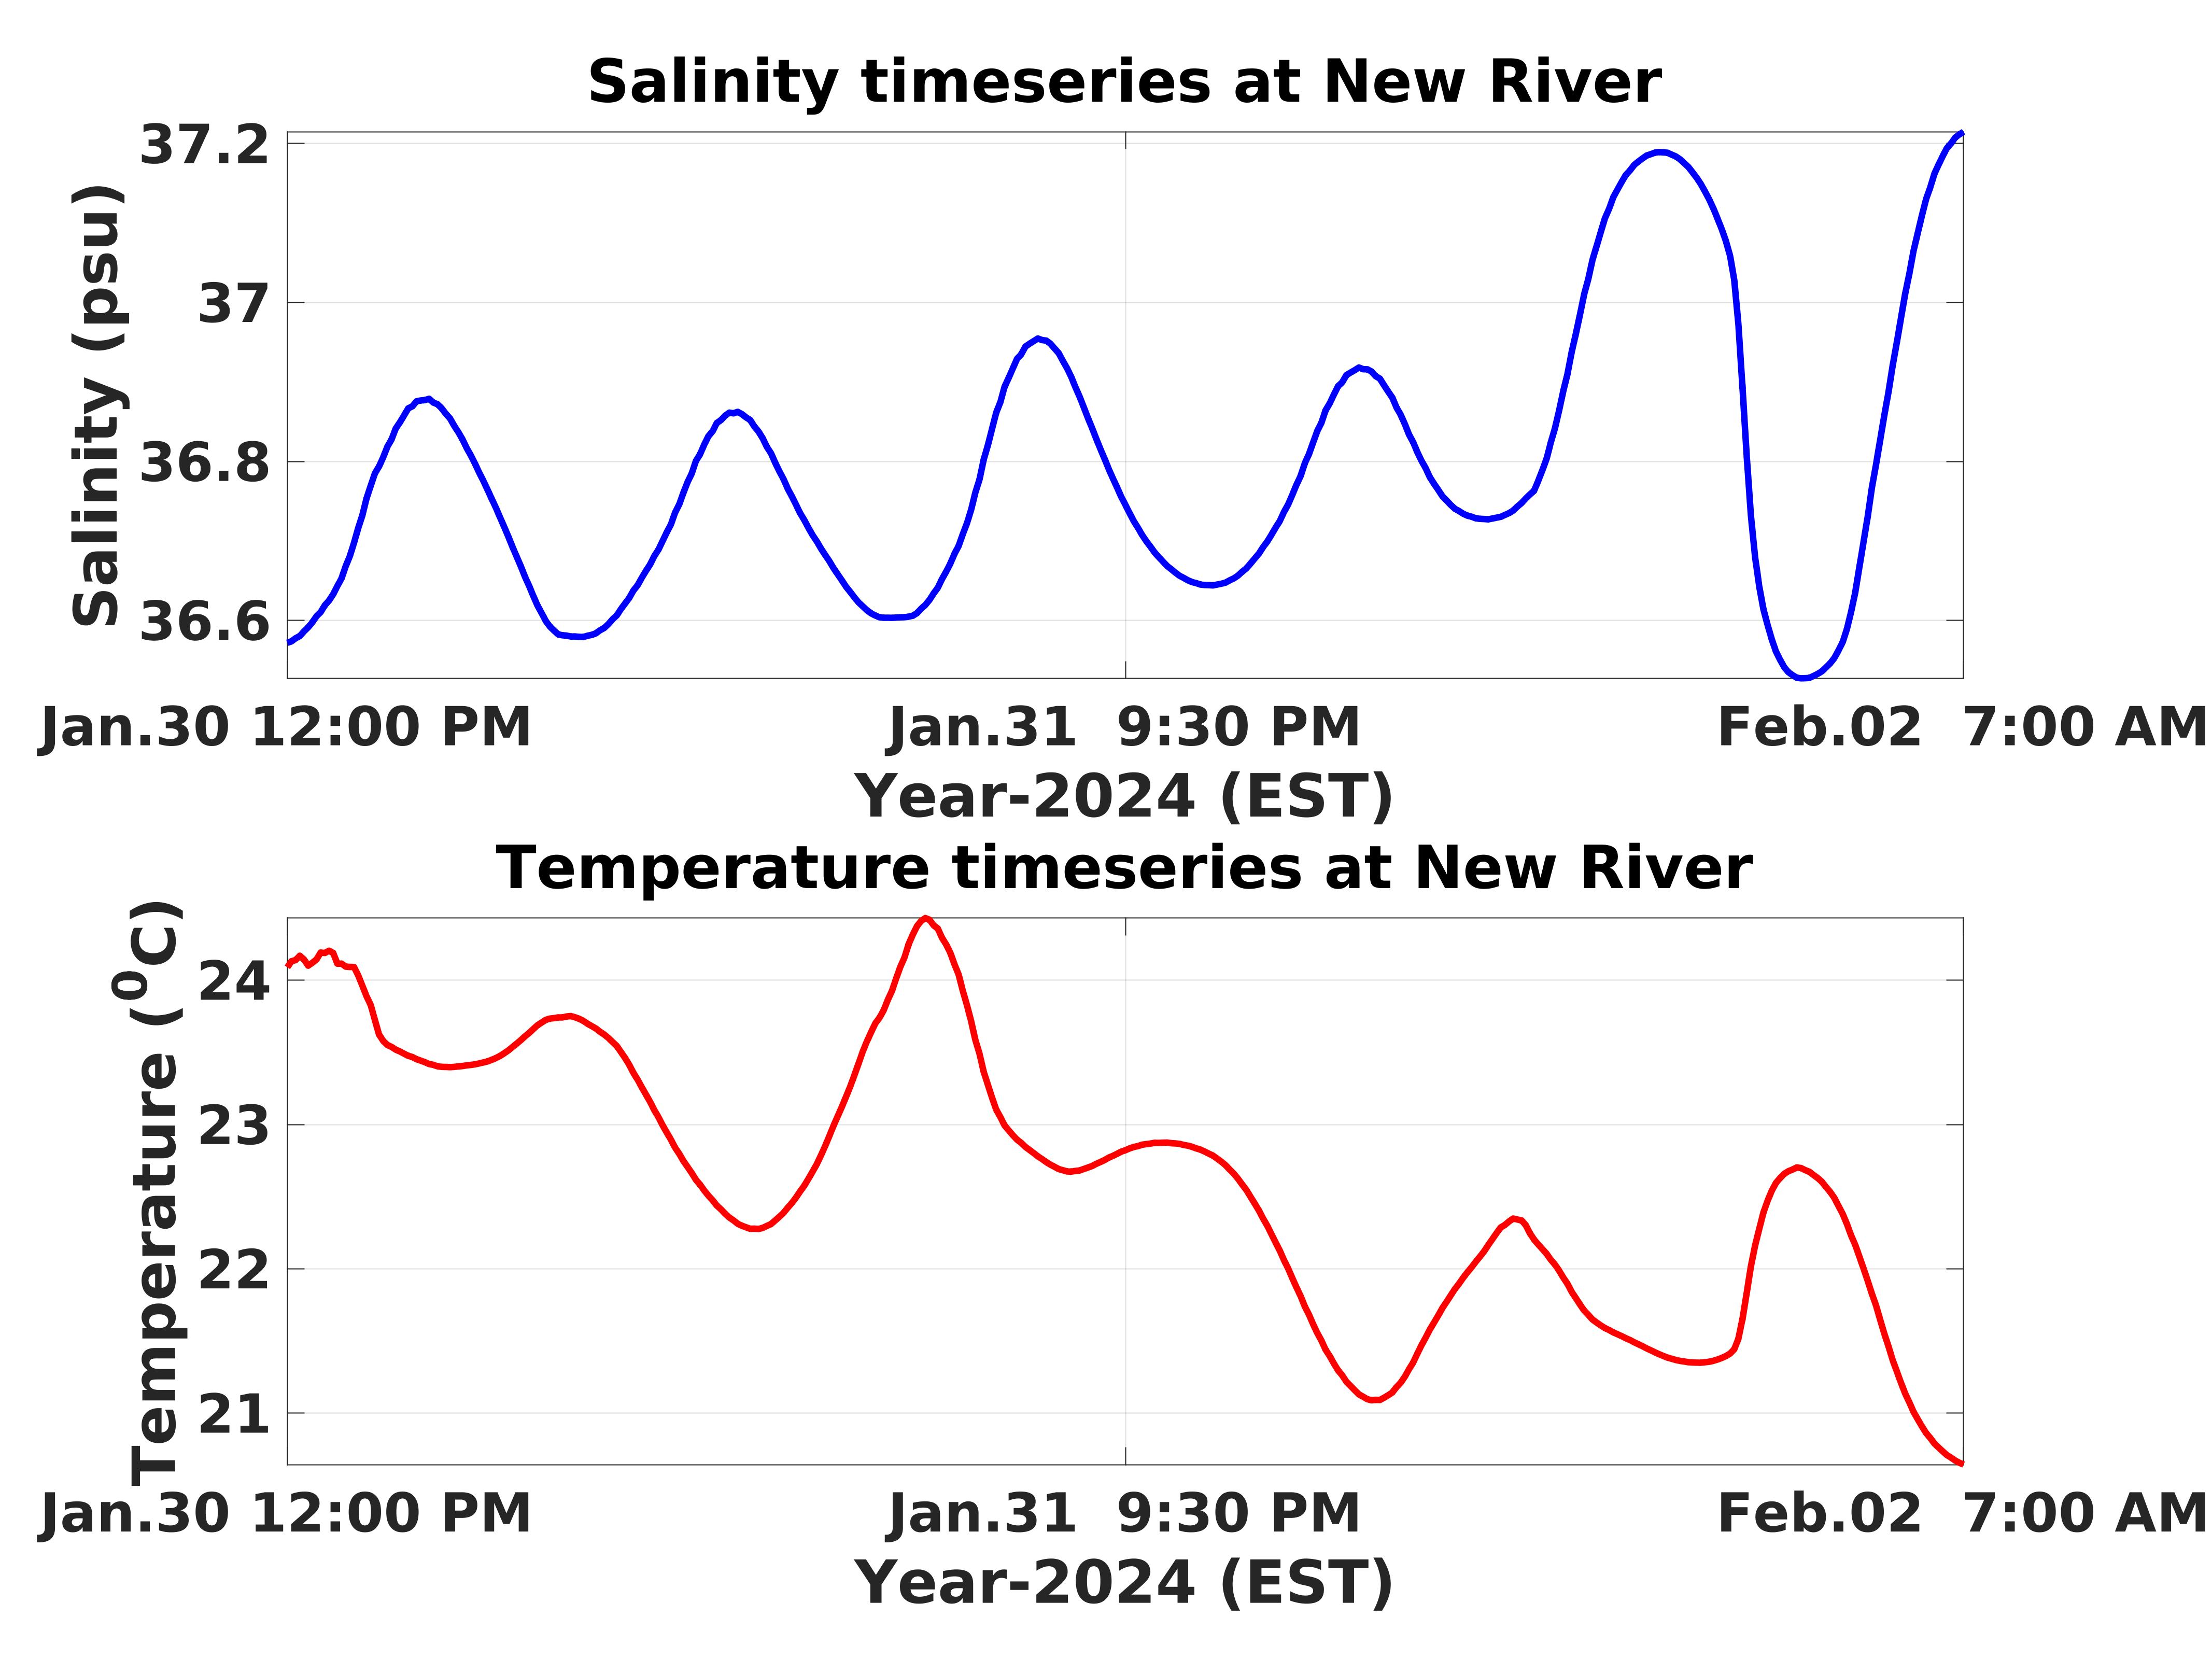 Salinity timeseries at New River
Salinity (psu)
37.2
37
36.8
36.6
Jan.30 12:00 PM Jan.31  9:30 PM Feb.02  7:00 AM
Year-2024 (EST)
Temperature timeseries at New River
Temperature (⁰C)
24
23
22
21
Jan.30 12:00 PM Jan.31  9:30 PM Feb.02  7:00 AM
Year-2024 (EST)